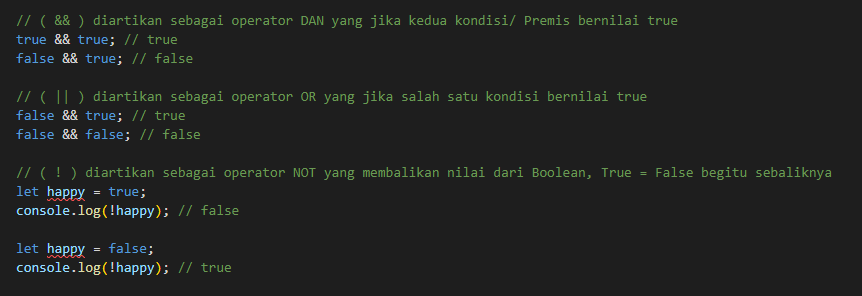 // ( && ) diartikan sebagai operator DAN yang jika kedua kondisi/ Premis bernilai true
true && true; // true
false && true; // false
// ( || ) diartikan sebagai operator OR yang jika salah satu kondisi bernilai true
false && true; // true
false && false; // false
// ( ! ) diartikan sebagai operator NOT yang membalikan nilai dari Boolean, True = False begitu sebaliknya
let happy = true;
console.log(!happy); // false
let happy = false;
console.log(!happy); // true